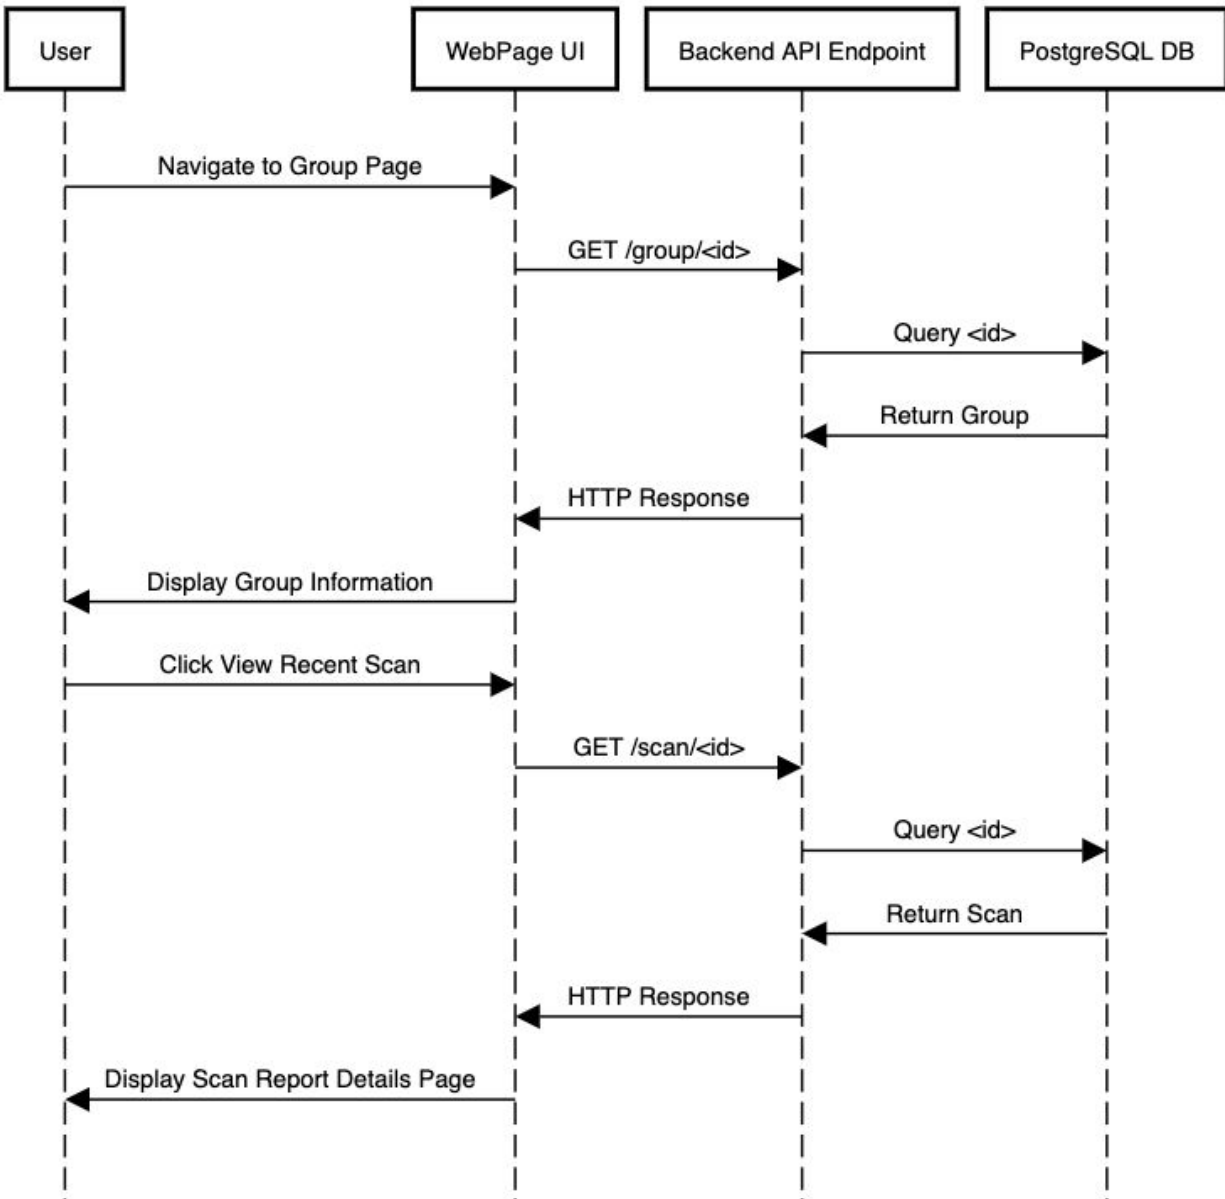 User
WebPage UI
Backend API Endpoint
PostgreSQL DB
Navigate to Group Page
GET /group/<id>
Query <id>
Return Group
HTTP Response
Display Group Information
Click View Recent Scan
GET /scan/<id>
Query <id>
Return Scan
HTTP Response
Display Scan Report Details Page